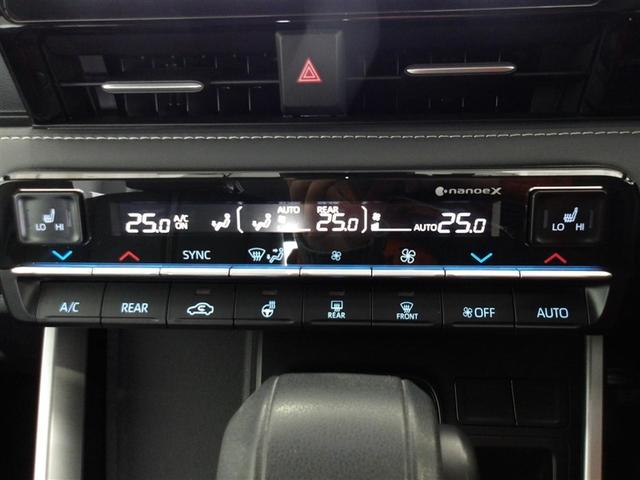 nanoeX
LO HI
25.0 A/C ON AUTO REAR 25.0 AUTO 25.0
LO HI
SYNC
A/C REAR REAR FRONT OFF AUTO